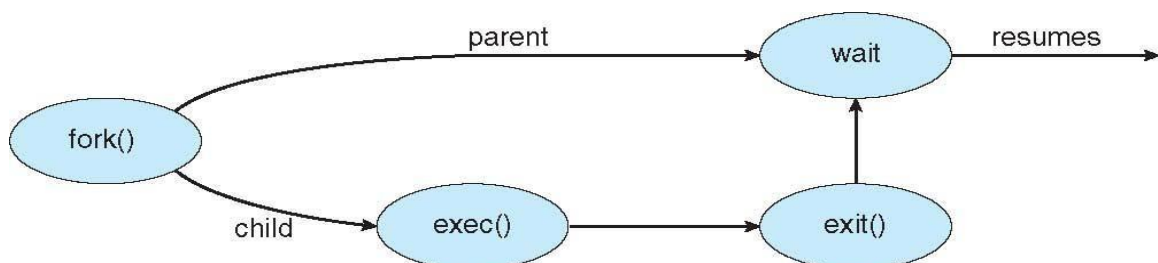 parent
wait
resumes
fork()
child
exec()
exit()